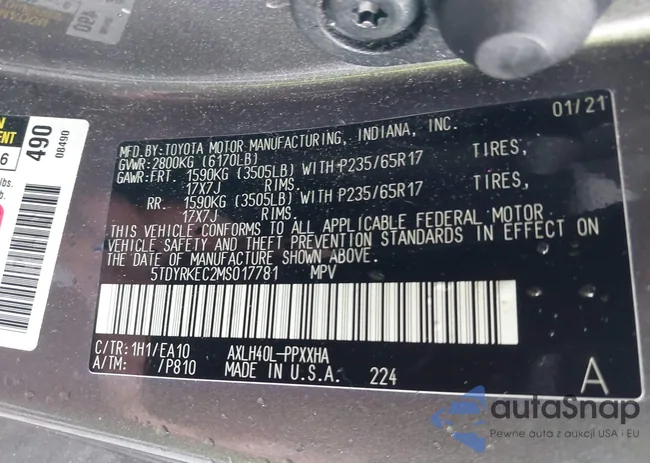 490
08490
01/21
MFD.BY:TOYOTA MOTOR MANUFACTURING, INDIANA, INC.
GVWR:2800KG (6170LB)
GAWR:FRT. 1590KG (3505LB) WITH P235/65R17 TIRES,
17X7J RIMS.
RR. 1590KG (3505LB) WITH P235/65R17 TIRES,
17X7J RIMS.
THIS VEHICLE CONFORMS TO ALL APPLICABLE FEDERAL MOTOR
VEHICLE SAFETY AND THEFT PREVENTION STANDARDS IN EFFECT ON
THE DATE OF MANUFACTURE SHOWN ABOVE.
5TDYRKEC2MS017781 MPV
C/TR:1H1/EA10 AXLH40L-PPXXHA
A/TM: /P810 MADE IN U.S.A. 224
A
autaSnap
Pewne auta z aukcji USA i EU